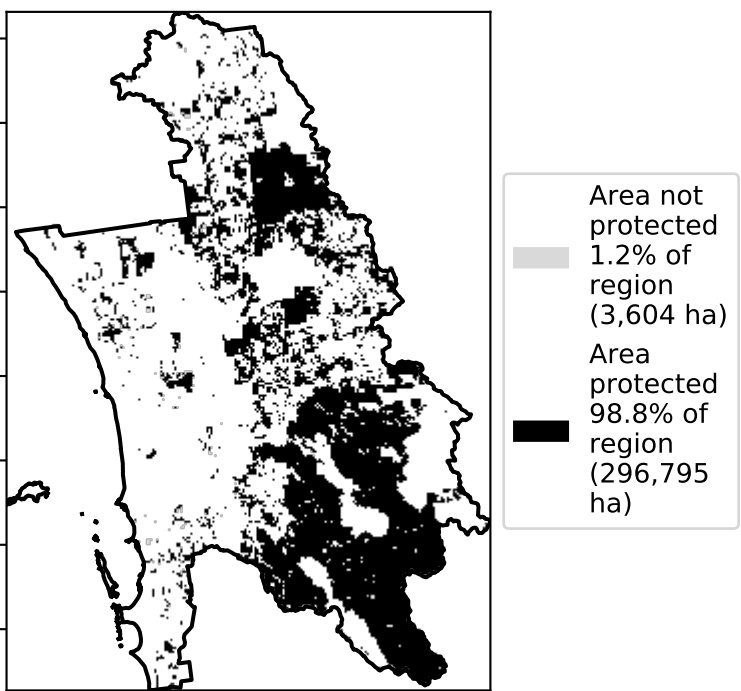 Area not
protected
1.2% of
region
(3,604 ha)
Area
protected
98.8% of
region
(296,795
ha)